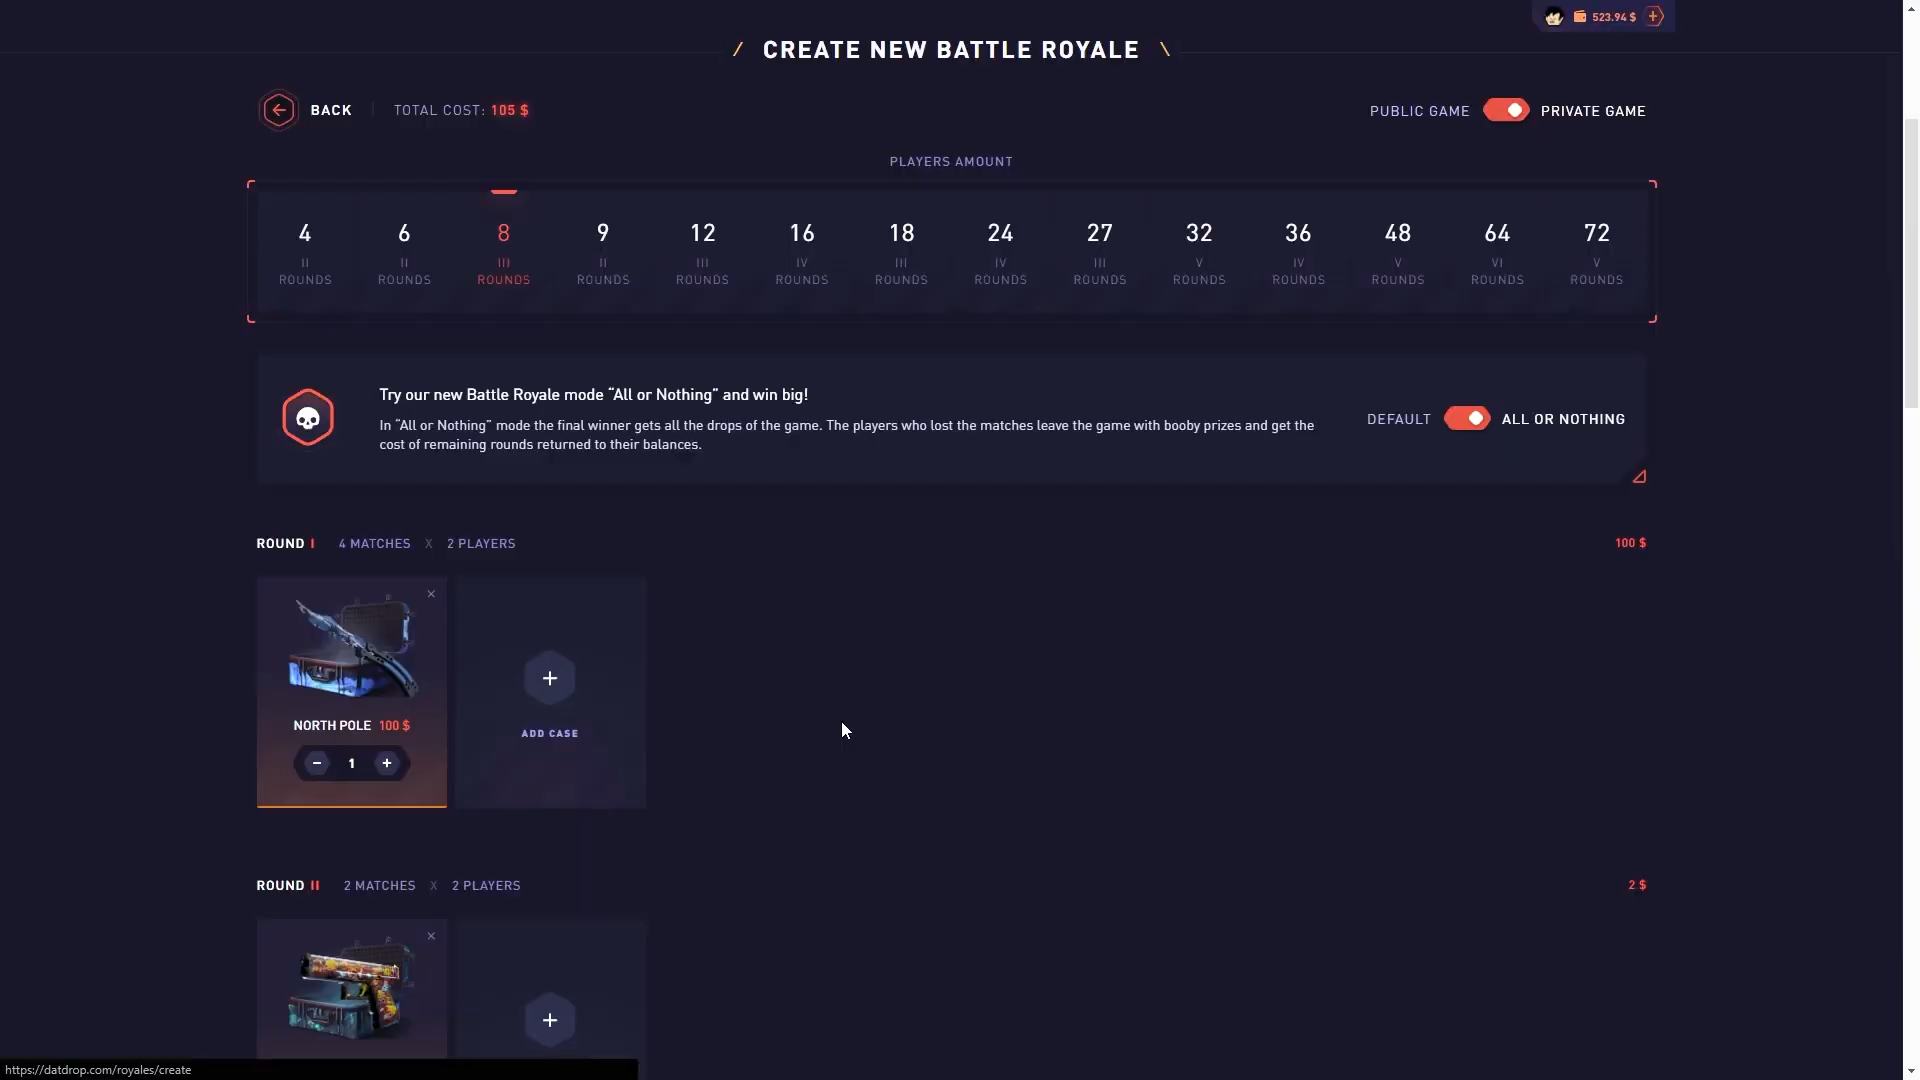 523.94 $
/ CREATE NEW BATTLE ROYALE \
BACK
TOTAL COST: 105 $
PUBLIC GAME
PRIVATE GAME
PLAYERS AMOUNT
4 6 8 9 12 16 18 24 27 32 36 48 64 72
II II III II III IV III IV III V IV V VI V
ROUNDS ROUNDS ROUNDS ROUNDS ROUNDS ROUNDS ROUNDS ROUNDS ROUNDS ROUNDS ROUNDS ROUNDS ROUNDS ROUNDS
Try our new Battle Royale mode “All or Nothing” and win big!
In “All or Nothing” mode the final winner gets all the drops of the game. The players who lost the matches leave the game with booby prizes and get the
cost of remaining rounds returned to their balances.
DEFAULT
ALL OR NOTHING
ROUND I 4 MATCHES X 2 PLAYERS
100 $
NORTH POLE 100 $
− 1 +
+
ADD CASE
ROUND II 2 MATCHES X 2 PLAYERS
2 $
+
https://datdrop.com/royales/create